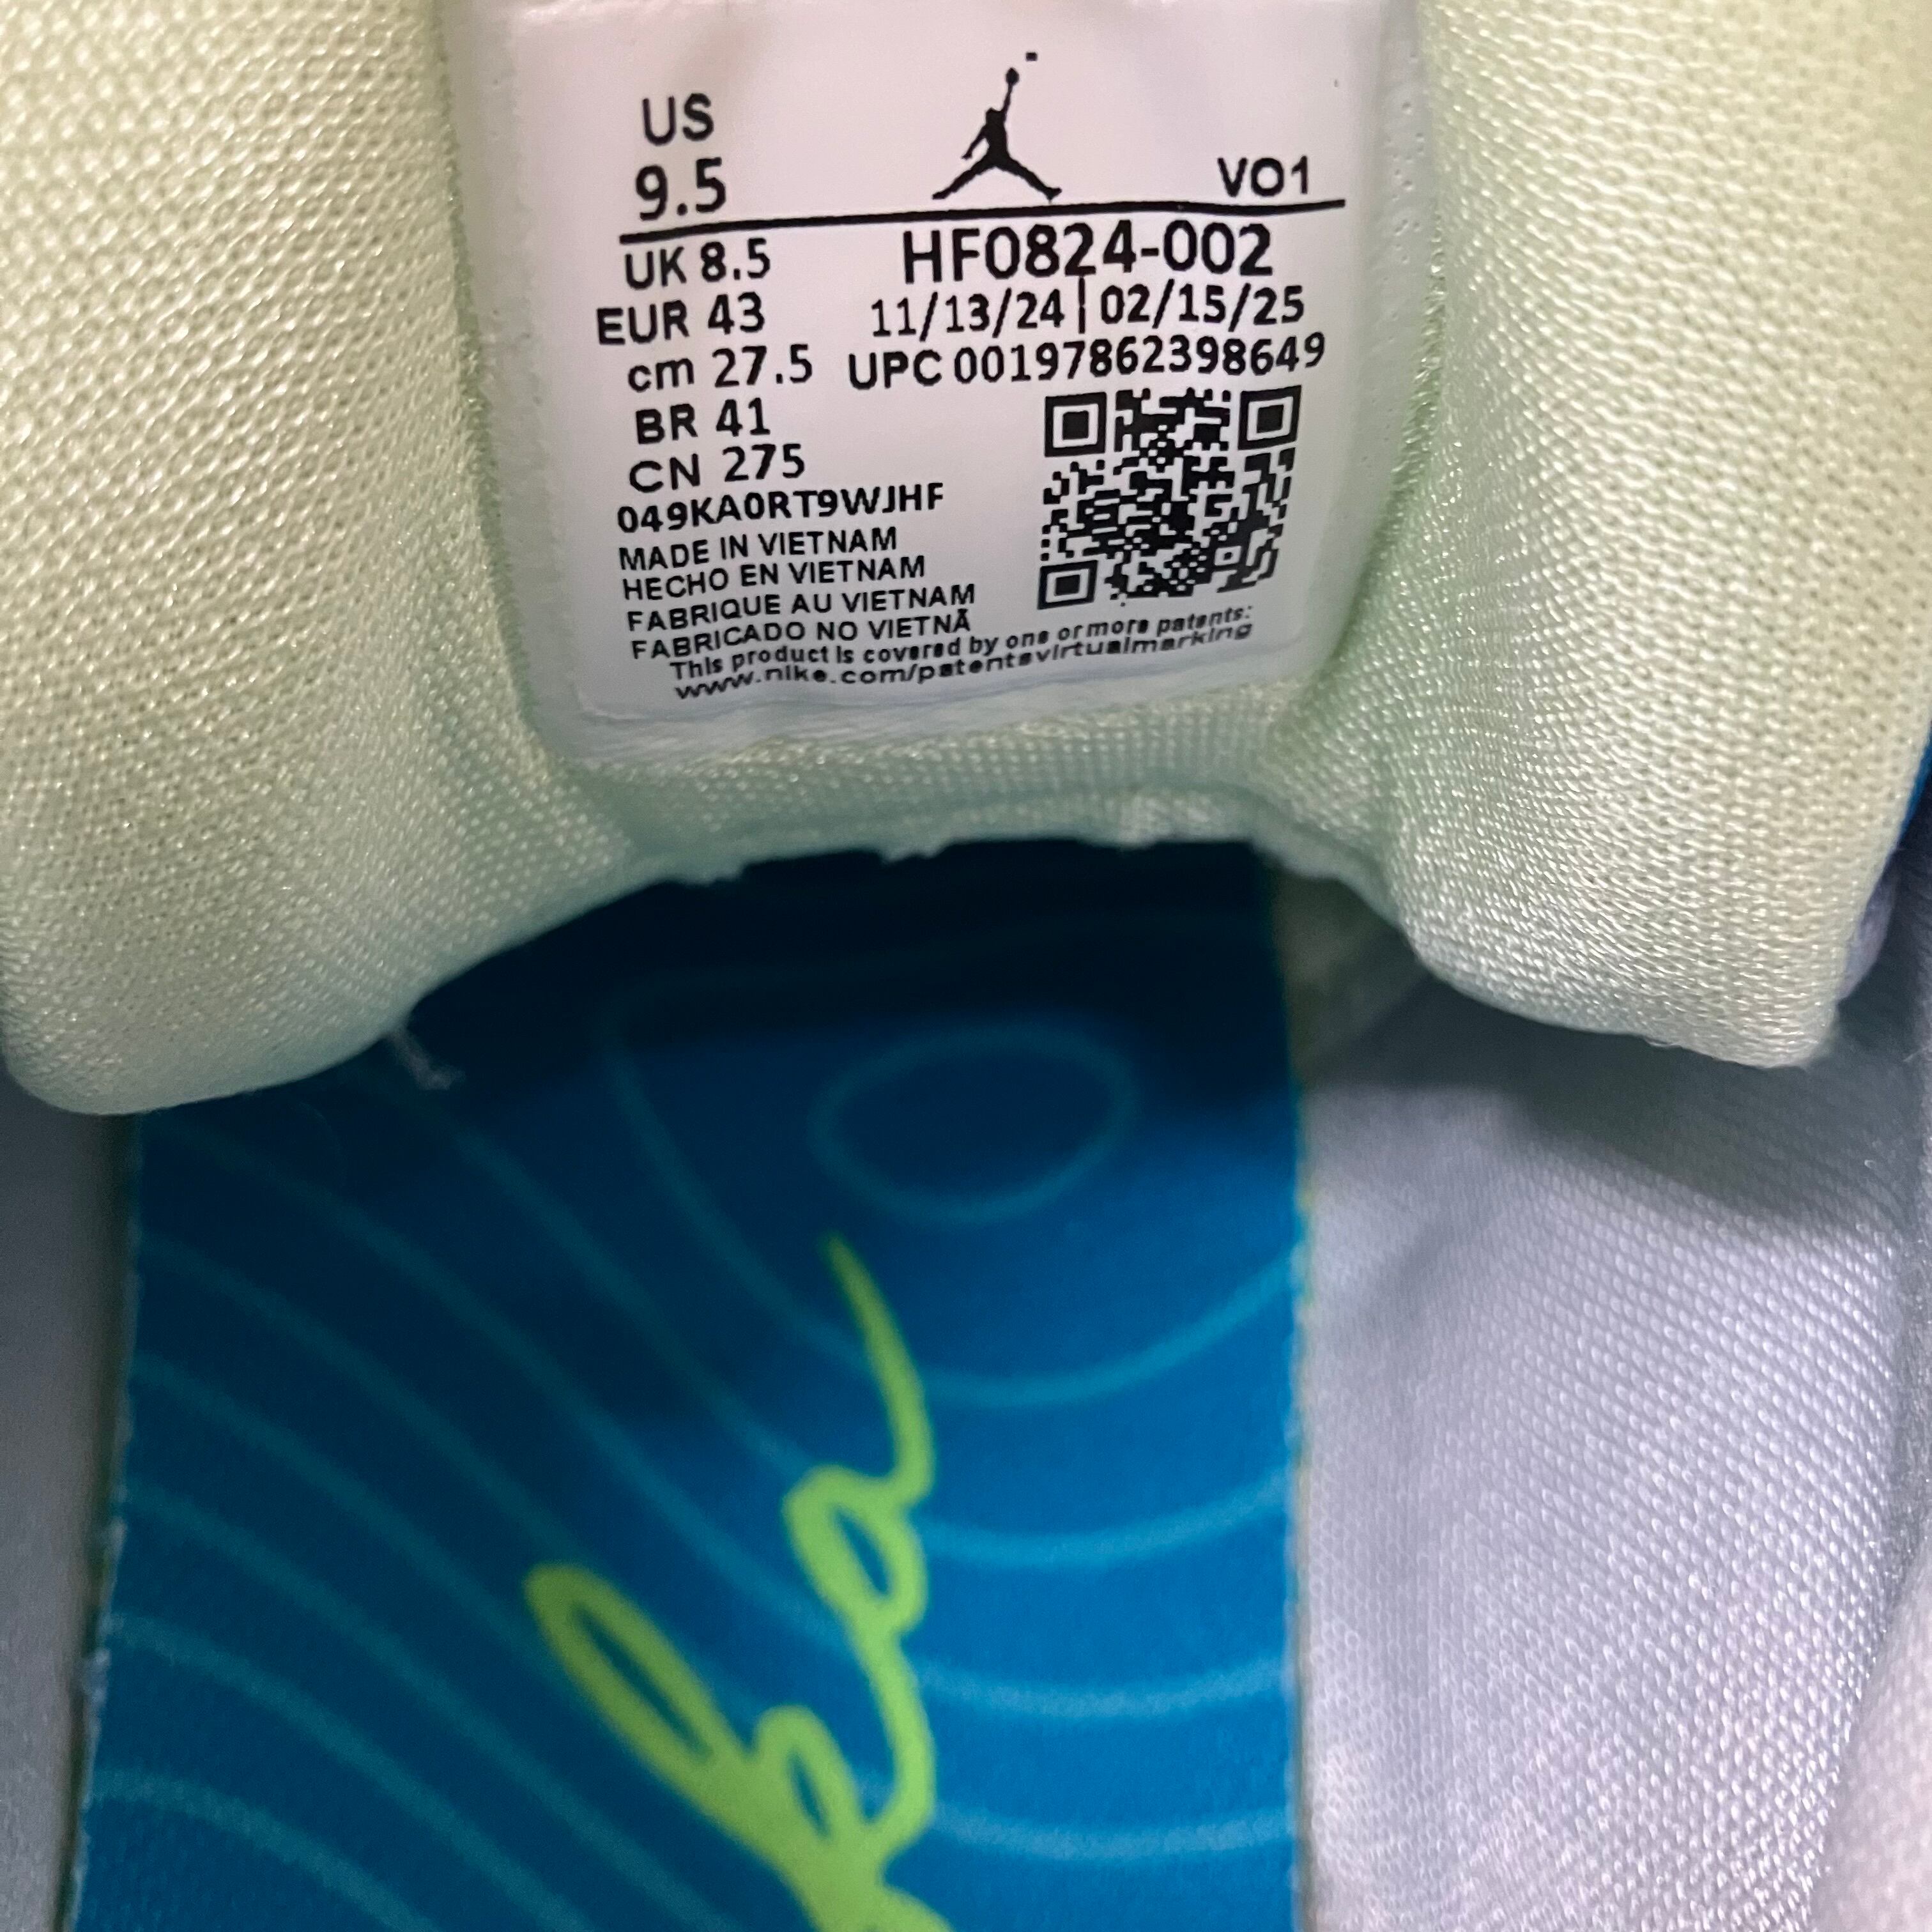 US
9.5
VO1
UK 8.5
HF0824-002
EUR 43
11/13/24|02/15/25
cm 27.5
UPC 00197862398649
BR 41
CN 275
049KA0RT9WJHF
MADE IN VIETNAM
HECHO EN VIETNAM
FABRIQUE AU VIETNAM
FABRICADO NO VIETNÃ
This product is covered by one or more patents:
www.nike.com/patentsvirtualmarking